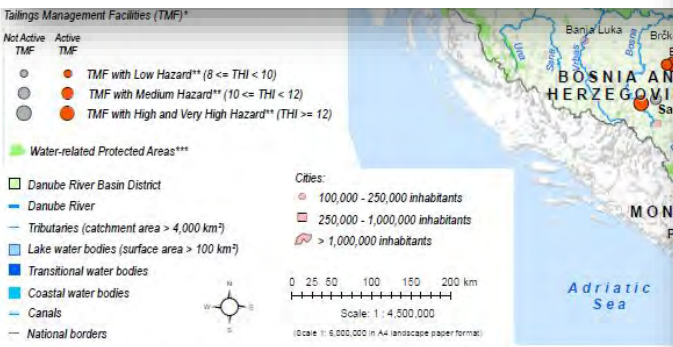 Tailings Management Facilities (TMF)*
Not Active TMF
Active TMF
TMF with Low Hazard** (8 <= THI < 10)
TMF with Medium Hazard** (10 <= THI < 12)
TMF with High and Very High Hazard** (THI >= 12)
Water-related Protected Areas***
Danube River Basin District
Danube River
Tributaries (catchment area > 4,000 km²)
Lake water bodies (surface area > 100 km²)
Transitional water bodies
Coastal water bodies
Canals
National borders
Cities:
100,000 - 250,000 inhabitants
250,000 - 1,000,000 inhabitants
> 1,000,000 inhabitants
N
W
E
S
0 25 50 100 150 200 km
Scale: 1 : 4,500,000
(Scale 1: 6,000,000 in A4 landscape paper format)
Banja Luka
Brčk
Una
Sana
Vrbas
Bosna
BOSNIA AN
HERZEGOVI
Sa
MON
Adriatic
Sea